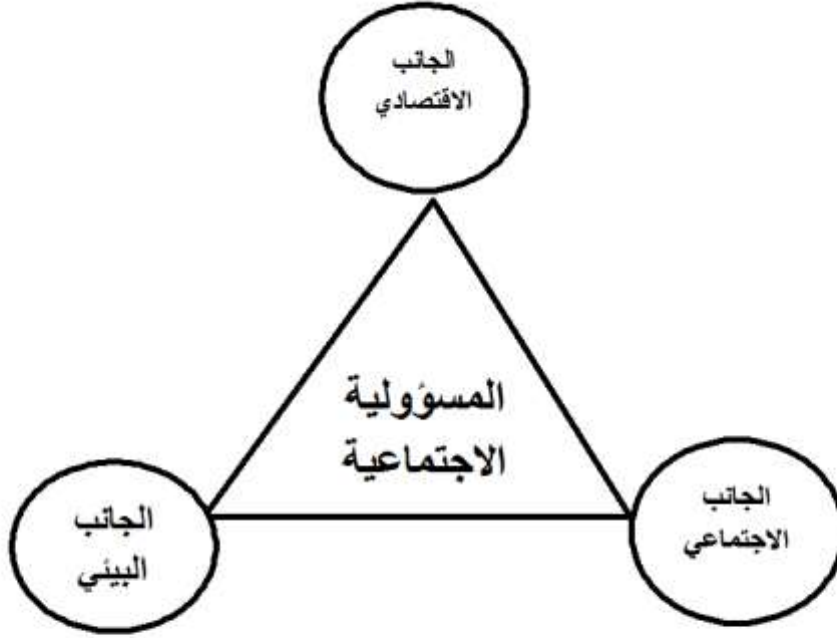 الجانب
الاقتصادي
المسؤولية
الاجتماعية
الجانب
الاجتماعي
الجانب
البيئي